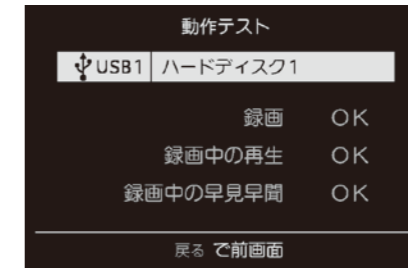 動作テスト
USB1 ハードディスク1
録画 OK
録画中の再生 OK
録画中の早見早聞 OK
戻る で前画面